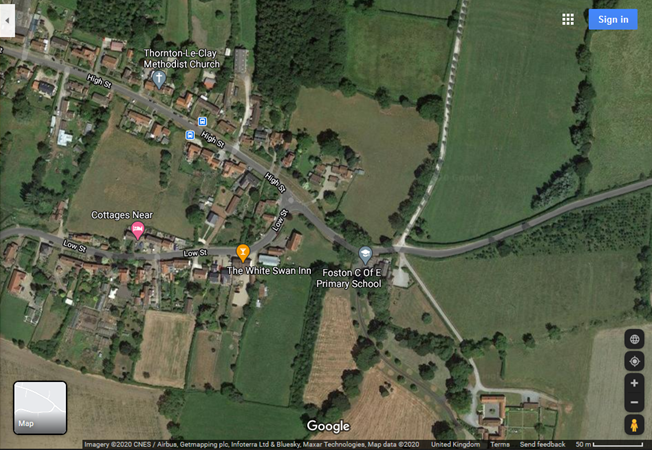 Sign in
Thornton-Le-Clay
Methodist Church
High St
High St
High St
Low St
Cottages Near
Low St
Low St
The White Swan Inn
Foston C Of E
Primary School
Map
Google
Imagery ©2020 CNES / Airbus, Getmapping plc, Infoterra Ltd & Bluesky, Maxar Technologies, Map data ©2020 United Kingdom Terms Send feedback 50 m